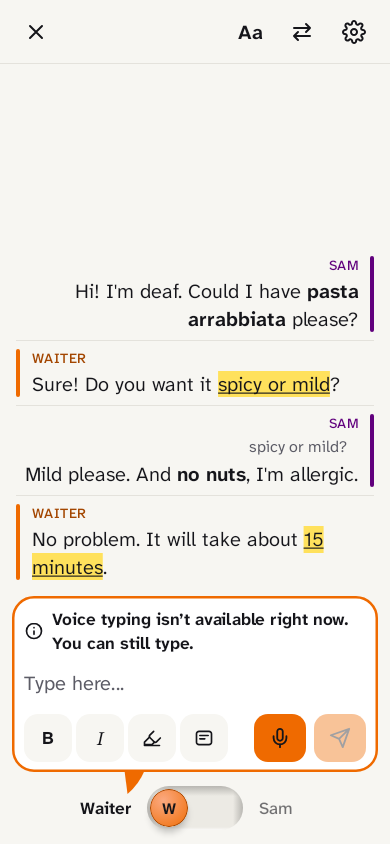 Aa
SAM
Hi! I'm deaf. Could I have pasta
arrabbiata please?
WAITER
Sure! Do you want it spicy or mild?
SAM
spicy or mild?
Mild please. And no nuts, I'm allergic.
WAITER
No problem. It will take about 15
minutes.
Voice typing isn’t available right now.
You can still type.
Type here...
B I
Waiter W Sam